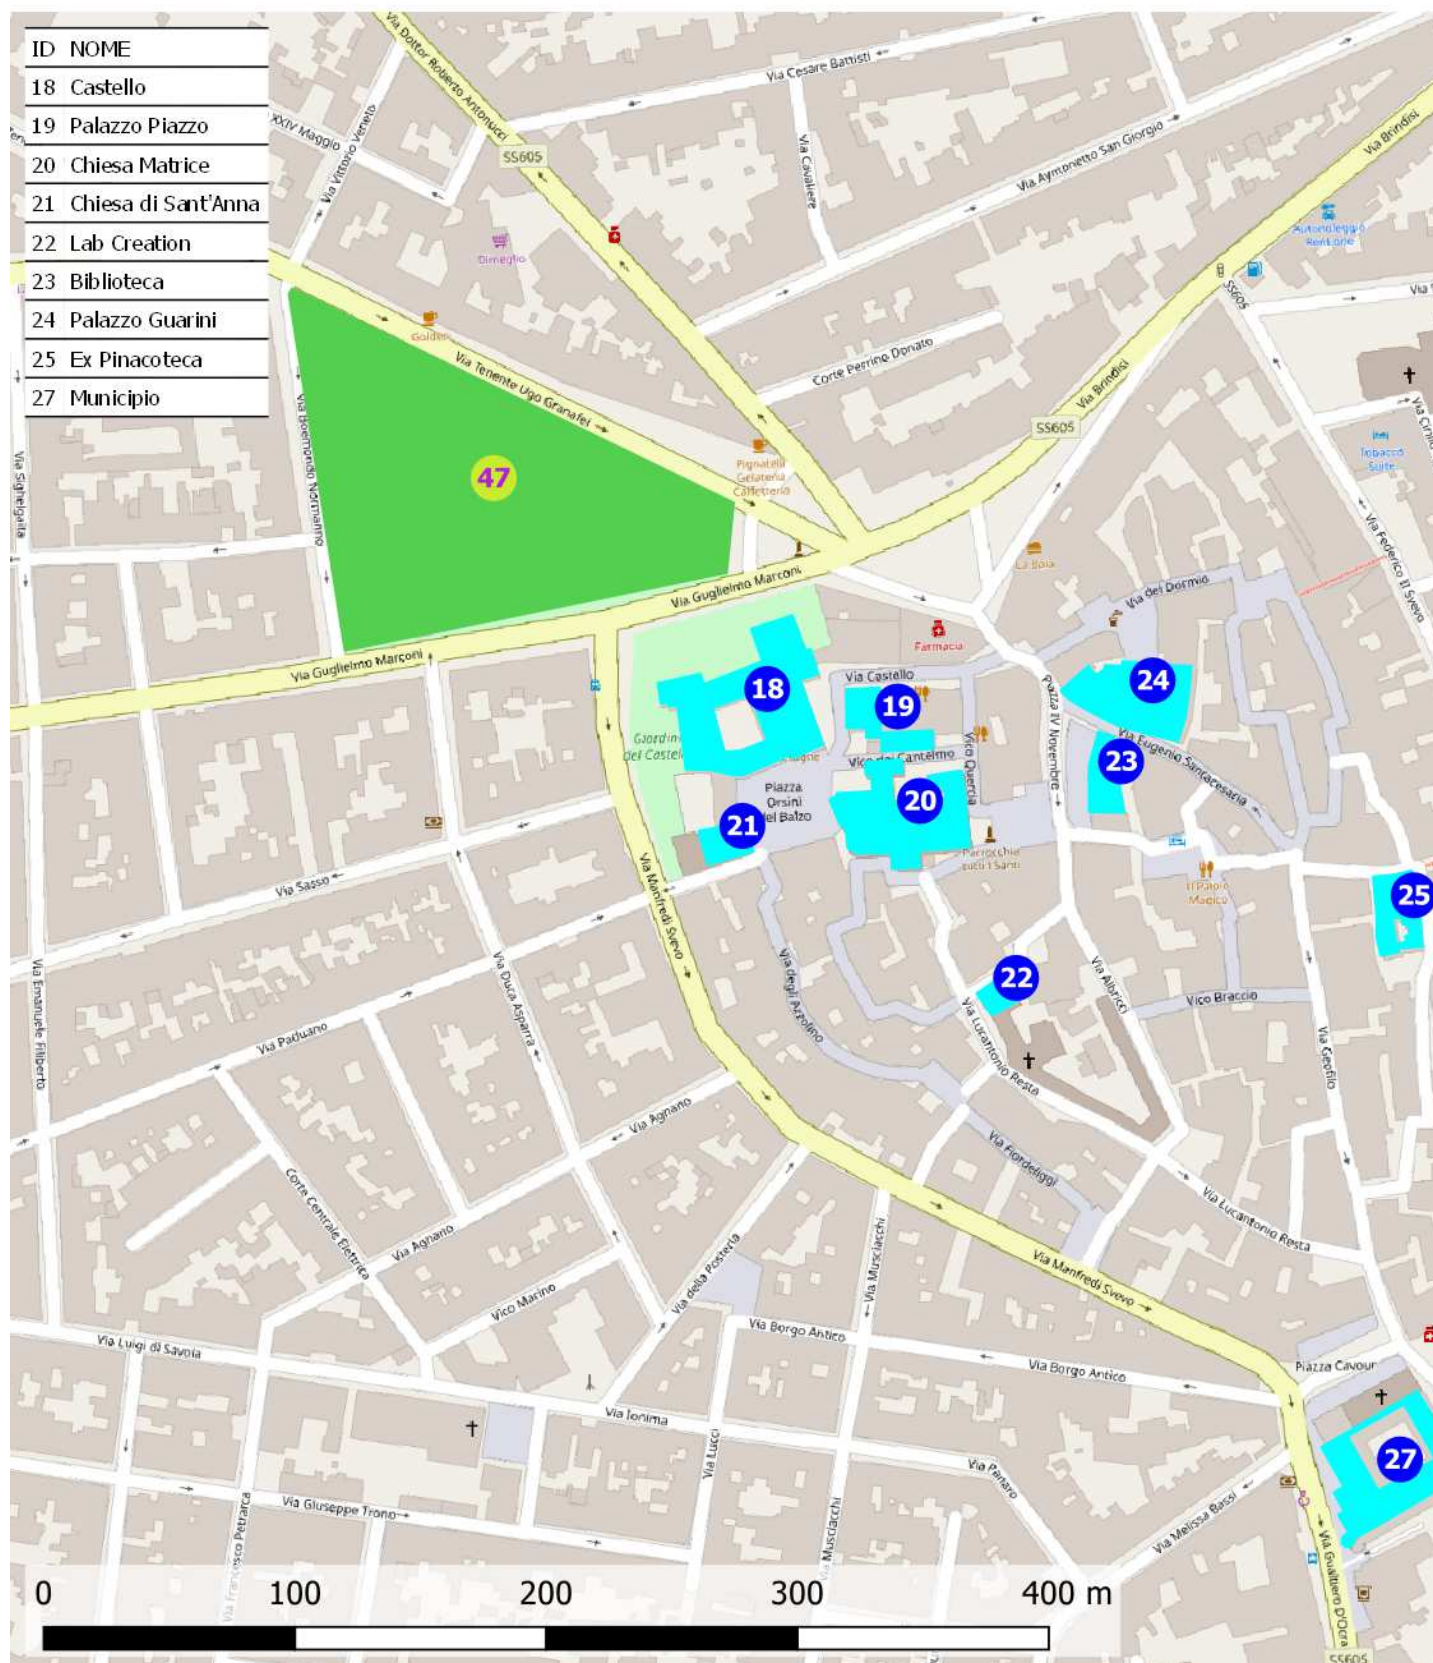 ID NOME
18 Castello
19 Palazzo Piazzo
20 Chiesa Matrice
21 Chiesa di Sant'Anna
22 Lab Creation
23 Biblioteca
24 Palazzo Guarini
25 Ex Pinacoteca
27 Municipio
Via Dottor Roberto Antonucci
Via Cesare Battisti
Via Brindisi
XXIV Maggio
Via Vittorio Veneto
SS605
Via Cavaliere
Via Aymonetto San Giorgio
Dimeglio
Autonoleggio
SS605
Golden
Via Tenente Ugo Granafei
Corte Perrino Donato
Via Brindisi
SS605
Via Boemondo Normanno
Via Sighelgaita
47
Pignatelli
Gelateria
Caffetteria
Tobacco
Suite
Via Federico II Svevo
La Baia
Via Guglielmo Marconi
Via del Dormio
Farmacia
Via Guglielmo Marconi
Via Castello
18
19
24
Piazza IV Novembre
Via Eugenio Santacesaria
Giardin
del Castel
Vico dei Cantelmo
Vico Quercia
23
Piazza
Orsini
del Balzo
20
21
Parrocchia
tutti i Santi
Il Paiolo
Magico
25
Via Sasso
Via Manfredi Svevo
Via Emanuele Filiberto
Via Duca Asparra
Via degli Azzolino
22
Via Albricci
Vico Braccio
Via Paduano
Via Lucantonio Resta
Via Geofilo
Via Agnano
Via Fiordeliggi
Corte Centrale Elettrica
Via Agnano
Via Lucantonio Resta
Via della Posteria
Via Musciacchi
Via Manfredi Svevo
Vico Marino
Via Luigi di Savoia
Via Borgo Antico
Via Borgo Antico
Piazza Cavour
Via Ionima
Via Lucci
27
Via Panaro
Via Giuseppe Trono
Via Francesco Petrarca
Via Musciacchi
Via Melissa Bassi
Via Gualtiero D'Ocra
0 100 200 300 400 m
SS605